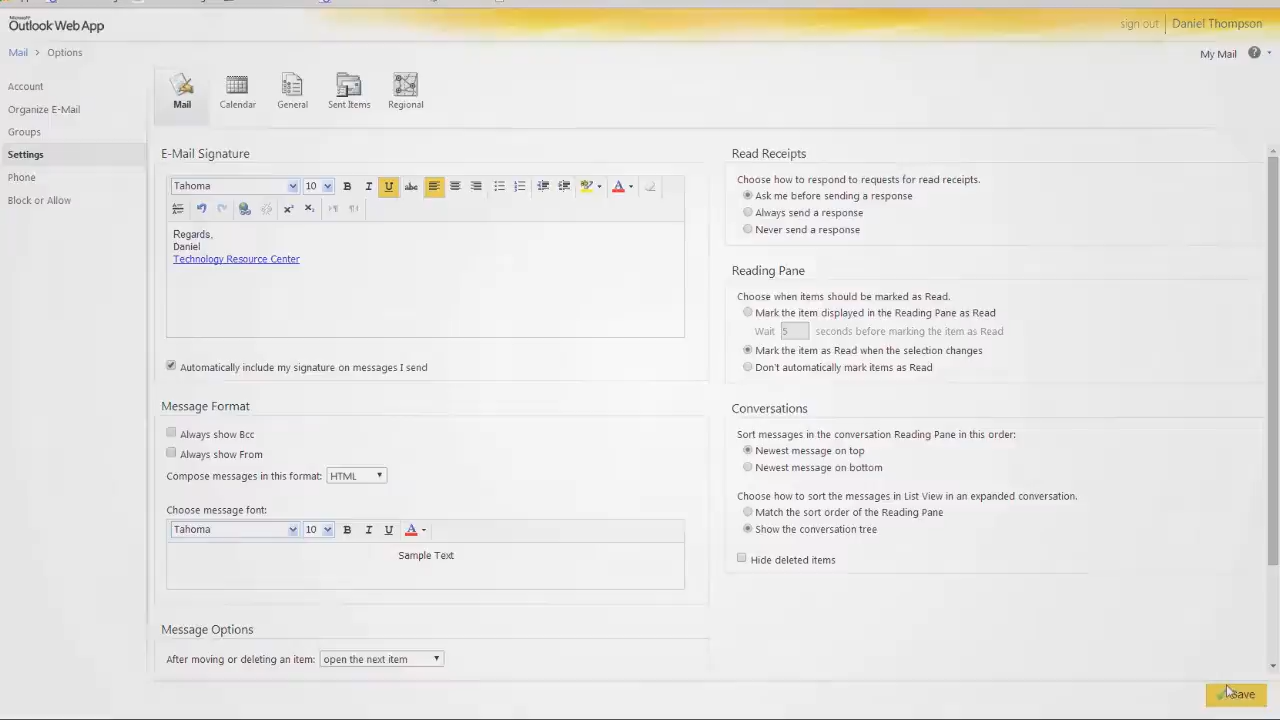 Microsoft
Outlook Web App
sign out
Daniel Thompson
Mail > Options
My Mail
Account
Organize E-Mail
Groups
Settings
Phone
Block or Allow
Mail
Calendar
General
Sent Items
Regional
E-Mail Signature
Tahoma
10
B I U abc
Regards,
Daniel
Technology Resource Center
Automatically include my signature on messages I send
Message Format
Always show Bcc
Always show From
Compose messages in this format: HTML
Choose message font:
Tahoma
10
B I U A
Sample Text
Message Options
After moving or deleting an item: open the next item
Read Receipts
Choose how to respond to requests for read receipts.
Ask me before sending a response
Always send a response
Never send a response
Reading Pane
Choose when items should be marked as Read.
Mark the item displayed in the Reading Pane as Read
Wait 5 seconds before marking the item as Read
Mark the item as Read when the selection changes
Don't automatically mark items as Read
Conversations
Sort messages in the conversation Reading Pane in this order:
Newest message on top
Newest message on bottom
Choose how to sort the messages in List View in an expanded conversation.
Match the sort order of the Reading Pane
Show the conversation tree
Hide deleted items
Save